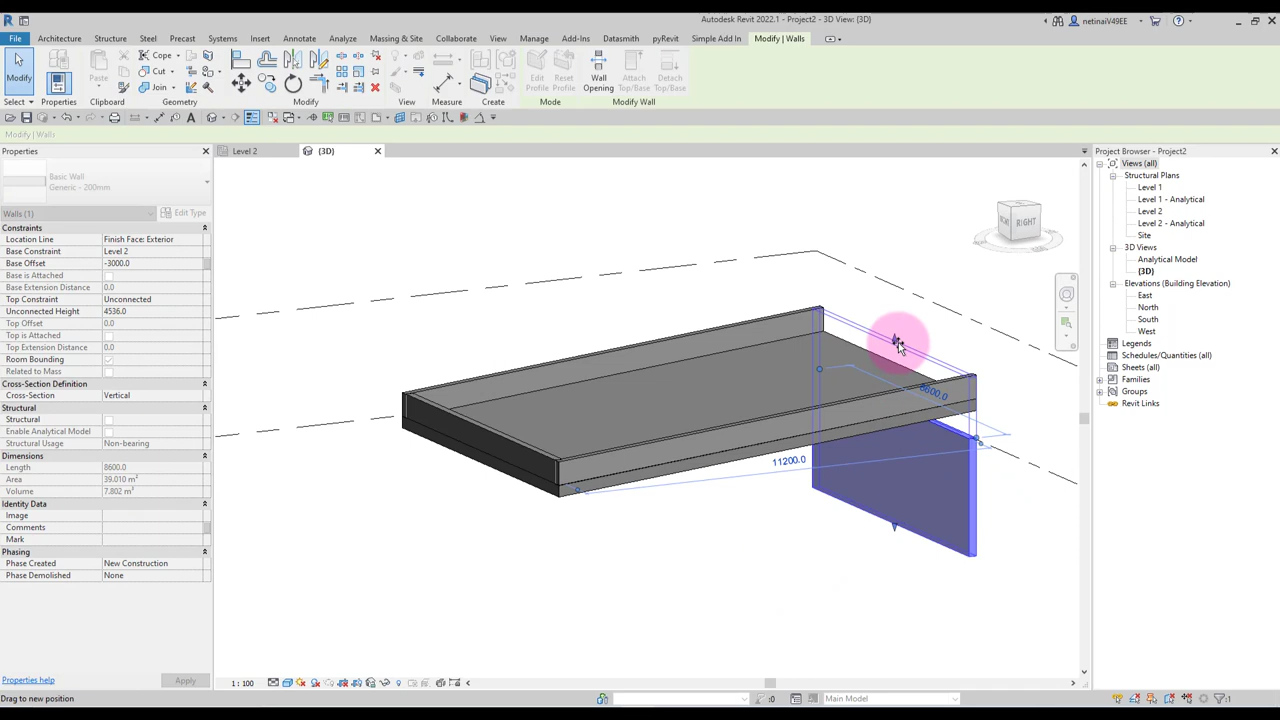 Autodesk Revit 2022.1 - Project2 - 3D View: {3D}
netinaiV49EE
File Architecture Structure Steel Precast Systems Insert Annotate Analyze Massing & Site Collaborate View Manage Add-Ins Datasmith pyRevit Simple Add In Modify | Walls
Modify Paste Cope Cut Join Edit Profile Reset Profile Wall Opening Attach Top/Base Detach Top/Base
Select Properties Clipboard Geometry Modify View Measure Create Mode Modify Wall
Modify | Walls
Properties
Level 2
{3D}
Basic Wall
Generic - 200mm
Walls (1)
Edit Type
Constraints
Location Line Finish Face: Exterior
Base Constraint Level 2
Base Offset -3000.0
Base is Attached
Base Extension Distance 0.0
Top Constraint Unconnected
Unconnected Height 4536.0
Top Offset 0.0
Top is Attached
Top Extension Distance 0.0
Room Bounding
Related to Mass
Cross-Section Definition
Cross-Section Vertical
Structural
Structural
Enable Analytical Model
Structural Usage Non-bearing
Dimensions
Length 8600.0
Area 39.010 m²
Volume 7.802 m³
Identity Data
Image
Comments
Mark
Phasing
Phase Created New Construction
Phase Demolished None
Properties help
Apply
RIGHT
8600.0
11200.0
Project Browser - Project2
Views (all)
Structural Plans
Level 1
Level 1 - Analytical
Level 2
Level 2 - Analytical
Site
3D Views
Analytical Model
{3D}
Elevations (Building Elevation)
East
North
South
West
Legends
Schedules/Quantities (all)
Sheets (all)
Families
Groups
Revit Links
1 : 100
Drag to new position
:0
Main Model
:1